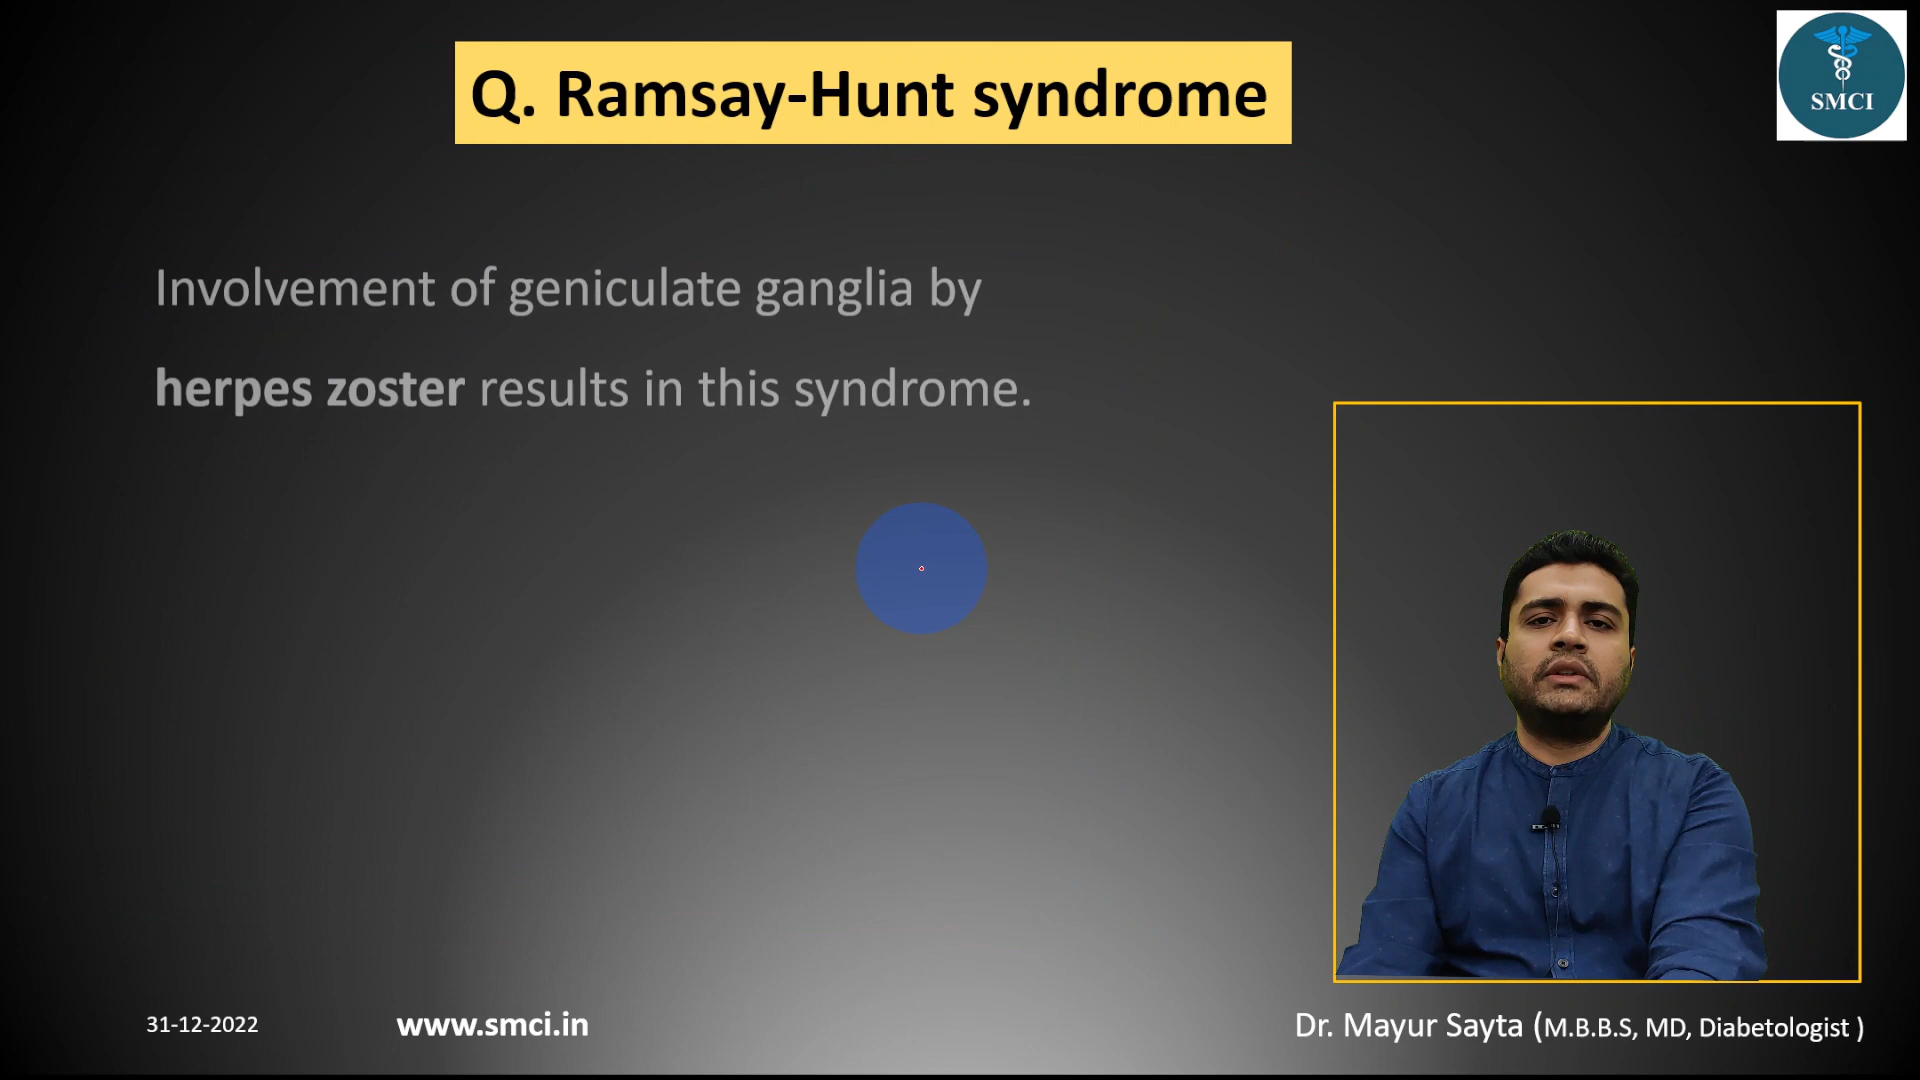 Q. Ramsay-Hunt syndrome
SMCI
Involvement of geniculate ganglia by
herpes zoster results in this syndrome.
31-12-2022
www.smci.in
Dr. Mayur Sayta (M.B.B.S, MD, Diabetologist )